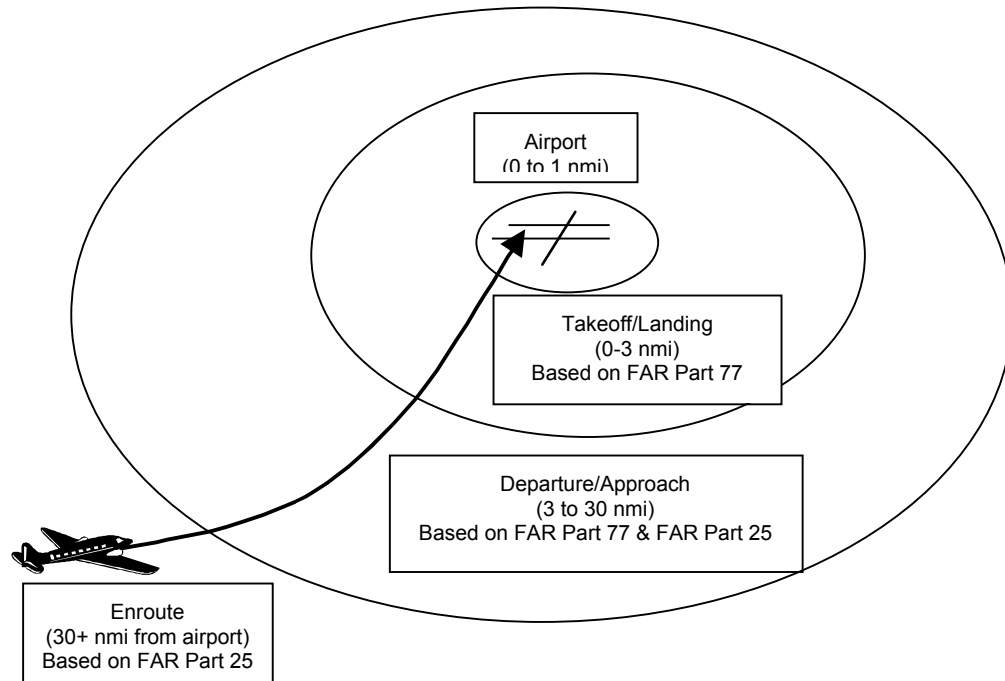 Airport
(0 to 1 nmi)
Takeoff/Landing
(0-3 nmi)
Based on FAR Part 77
Departure/Approach
(3 to 30 nmi)
Based on FAR Part 77 & FAR Part 25
Enroute
(30+ nmi from airport)
Based on FAR Part 25